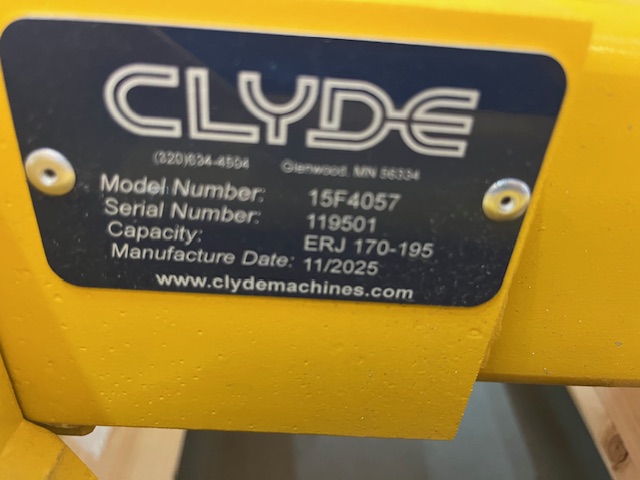 CLYDE
(320)634-4504 Glenwood, MN 56334
Model Number: 15F4057
Serial Number: 119501
Capacity: ERJ 170-195
Manufacture Date: 11/2025
www.clydemachines.com